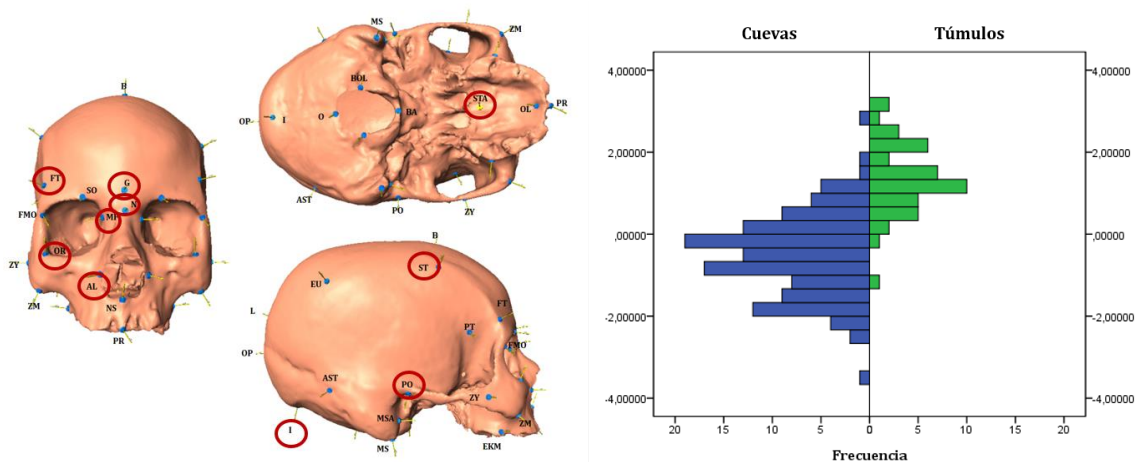 B
FT
G
SO
N
FMO
MF
OR
ZY
AL
ZM
NS
PR
MS
ZM
BOL
STA
OP
I
O
BA
OL
PR
AST
PO
ZY
B
ST
EU
L
FT
PT
OP
FMO
AST
PO
ZY
MSA
I
ZM
MS
EKM
Cuevas Túmulos
4,00000 4,00000
2,00000 2,00000
,00000 ,00000
-2,00000 -2,00000
-4,00000 -4,00000
20 15 10 5 0 5 10 15 20
Frecuencia